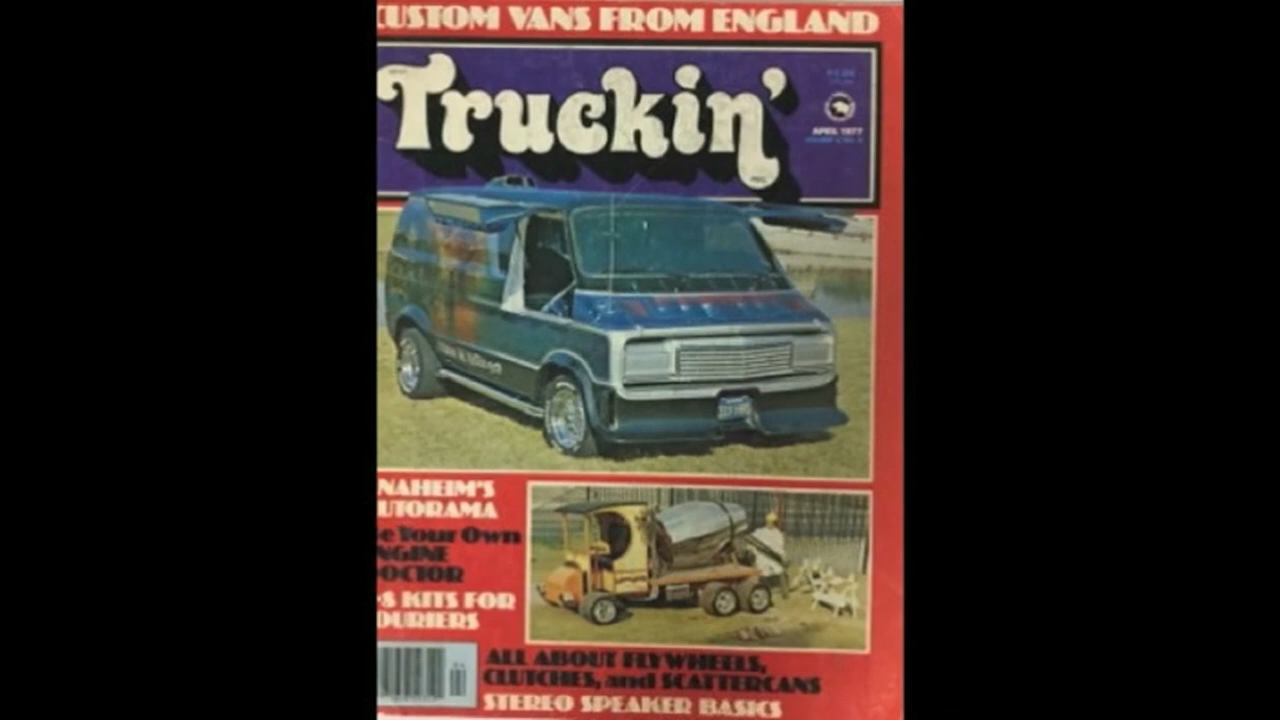 CUSTOM VANS FROM ENGLAND
Truckin'
APRIL 1977
NAHEIM'S
UTORAMA
e Your Own
NGINE
OCTOR
-8 KITS FOR
OURIERS
ALL ABOUT FLYWHEELS,
CLUTCHES, and SCATTERCANS
STEREO SPEAKER BASICS